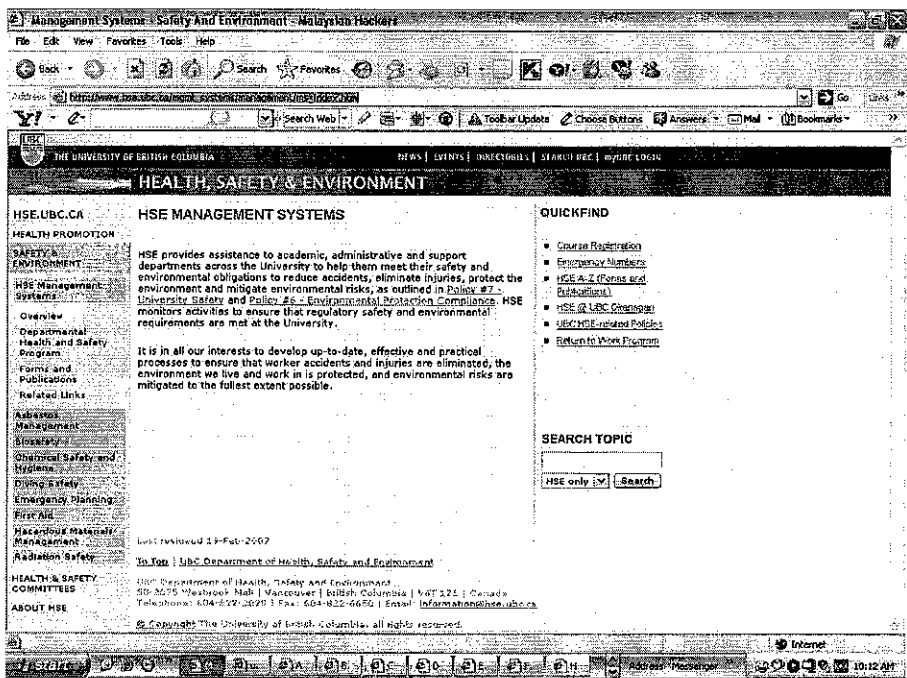 Management Systems - Safety And Environment - Malaysian Hackers
File Edit View Favorites Tools Help
Back Search Favorites
Address Go Links
Y! Search Web Toolbar Update Choose Buttons Answers Mail Bookmarks
UBC
THE UNIVERSITY OF BRITISH COLUMBIA NEWS | EVENTS | DIRECTORIES | SEARCH UBC | myUBC LOGIN
HEALTH, SAFETY & ENVIRONMENT
HSE.UBC.CA
HEALTH PROMOTION
SAFETY & ENVIRONMENT
HSE Management Systems
Overview
Departmental Health and Safety Program
Forms and Publications
Related Links
Asbestos Management
Biosafety
Chemical Safety and Hygiene
Diving Safety
Emergency Planning
First Aid
Hazardous Materials Management
Radiation Safety
HEALTH & SAFETY COMMITTEES
ABOUT HSE
HSE MANAGEMENT SYSTEMS
HSE provides assistance to academic, administrative and support
departments across the University to help them meet their safety and
environmental obligations to reduce accidents, eliminate injuries, protect the
environment and mitigate environmental risks, as outlined in Policy #7 -
University Safety and Policy #6 - Environmental Protection Compliance. HSE
monitors activities to ensure that regulatory safety and environmental
requirements are met at the University.
It is in all our interests to develop up-to-date, effective and practical
processes to ensure that worker accidents and injuries are eliminated, the
environment we live and work in is protected, and environmental risks are
mitigated to the fullest extent possible.
Last reviewed 19-Feb-2007
To Top | UBC Department of Health, Safety and Environment
UBC Department of Health, Safety and Environment
50-2075 Wesbrook Mall | Vancouver | British Columbia | V6T 1Z1 | Canada
Telephone: 604-822-2029 | Fax: 604-822-6650 | Email: information@hse.ubc.ca
© Copyright The University of British Columbia, all rights reserved.
QUICKFIND
Course Registration
Emergency Numbers
HSE A-Z (Forms and
Publications)
HSE @ UBC Okanagan
UBC HSE-related Policies
Return to Work Program
SEARCH TOPIC
HSE only Search
Internet
Address Messenger 10:12 AM